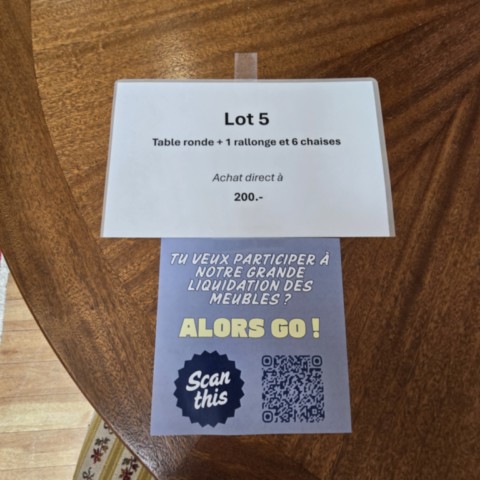 Lot 5
Table ronde + 1 rallonge et 6 chaises
Achat direct à
200.-
TU VEUX PARTICIPER À
NOTRE GRANDE
LIQUIDATION DES
MEUBLES ?
ALORS GO !
Scan
this